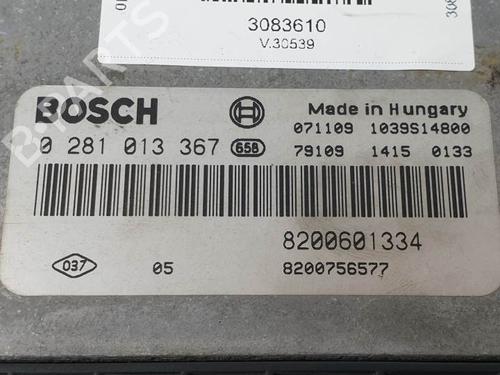 3083610
V.30539
B-PARTS
BOSCH
Made in Hungary
071109 1039S14800
0 281 013 367 658
79109 1415 0133
8200601334
037 05 8200756577